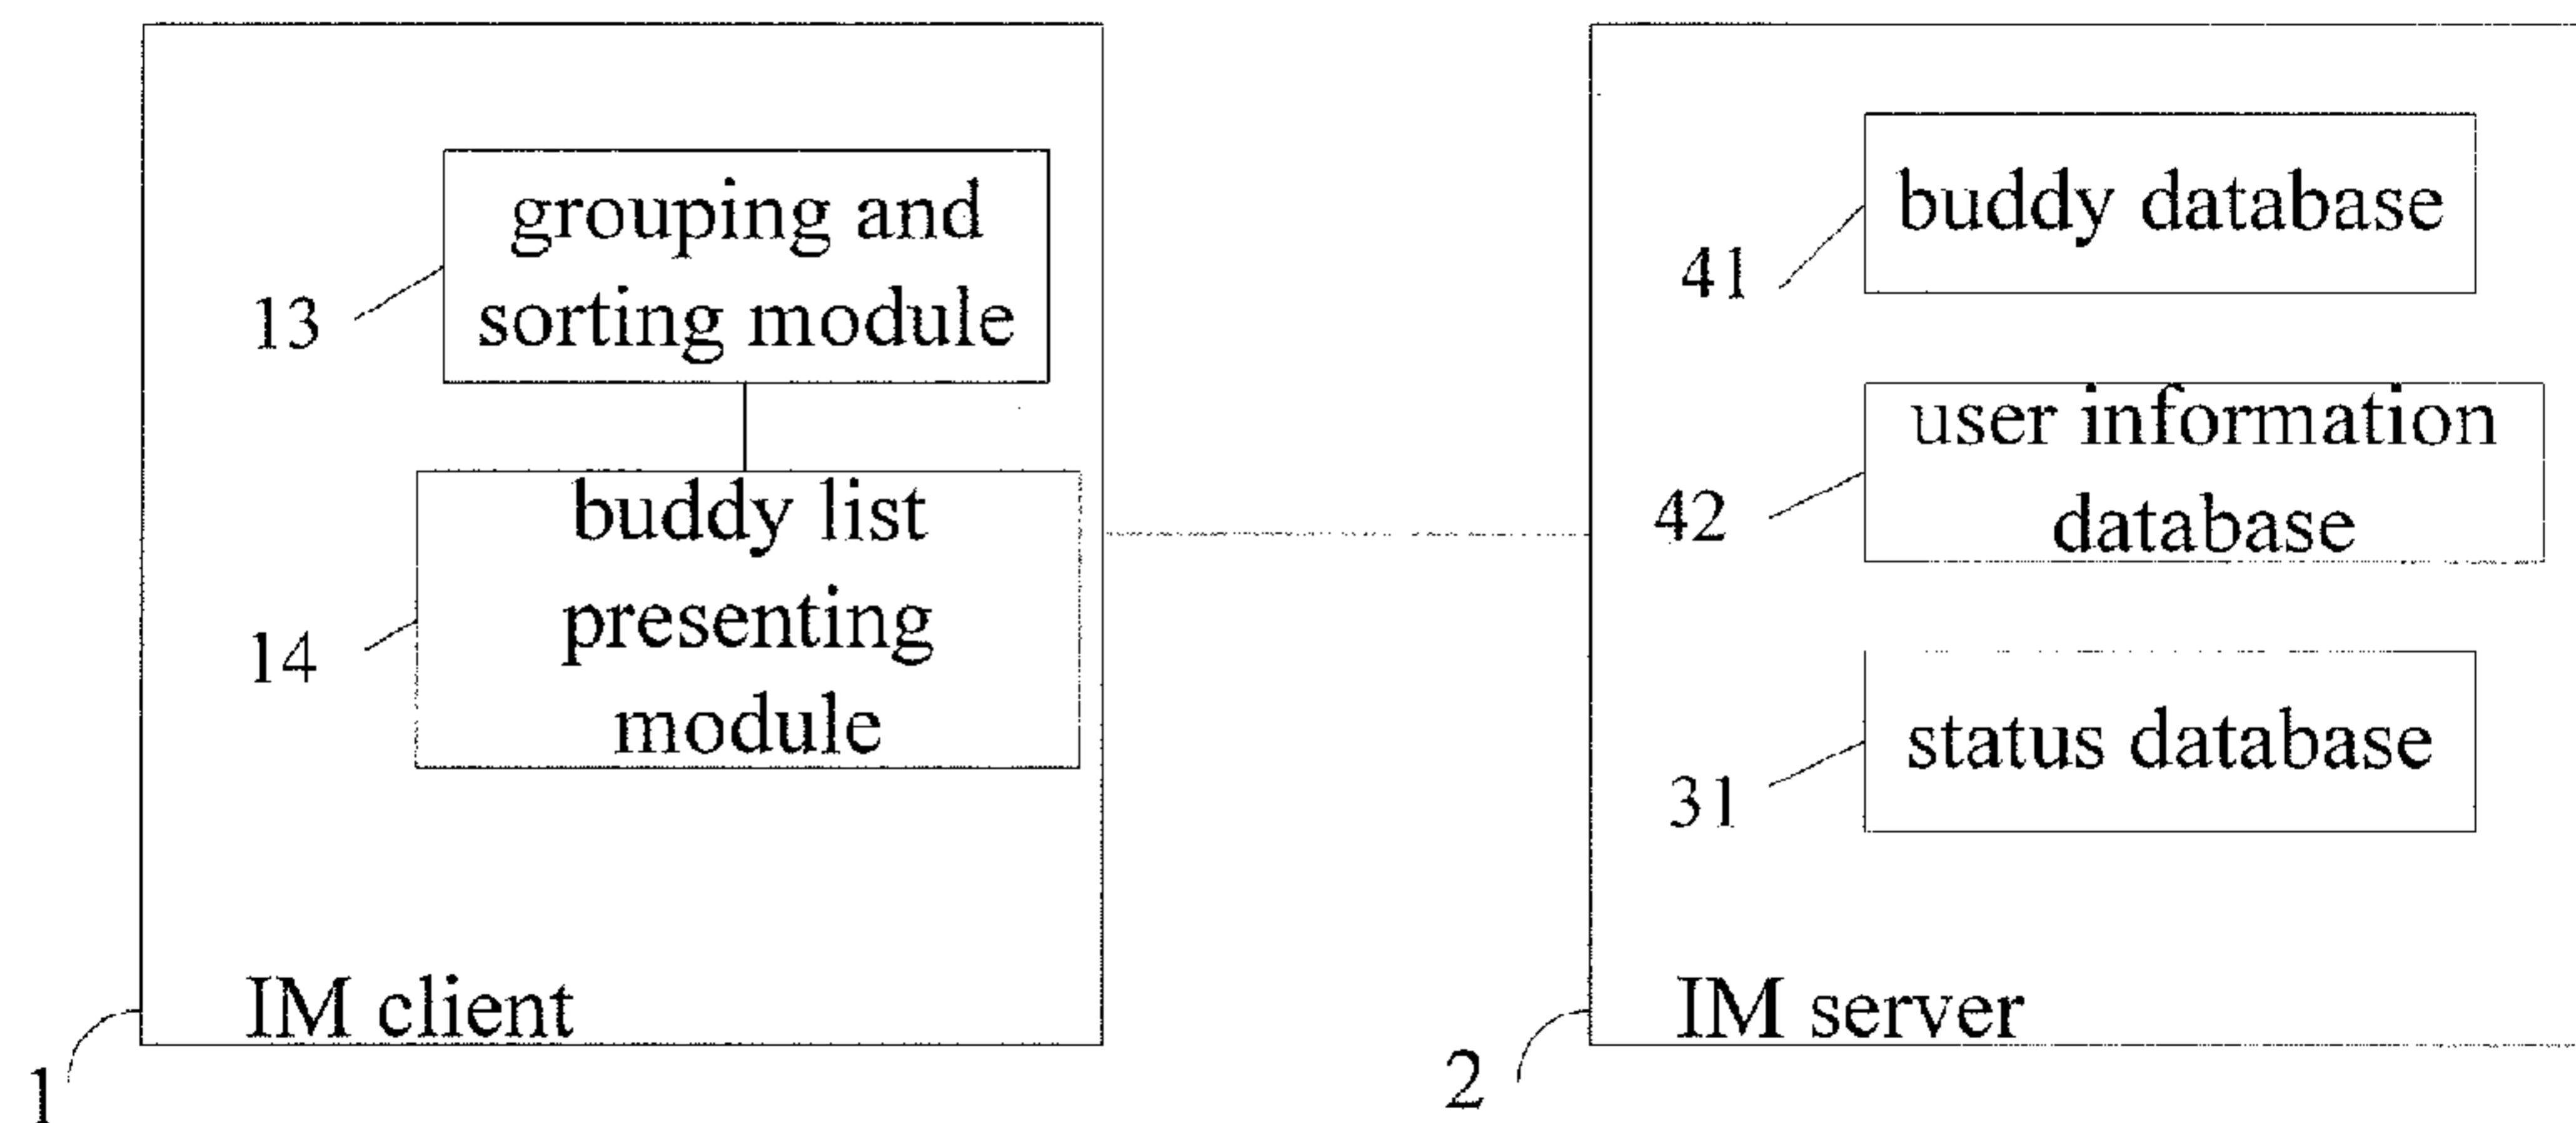 grouping and
sorting module
13
buddy list
presenting
module
14
IM client
1
buddy database
41
user information
database
42
status database
31
IM server
2